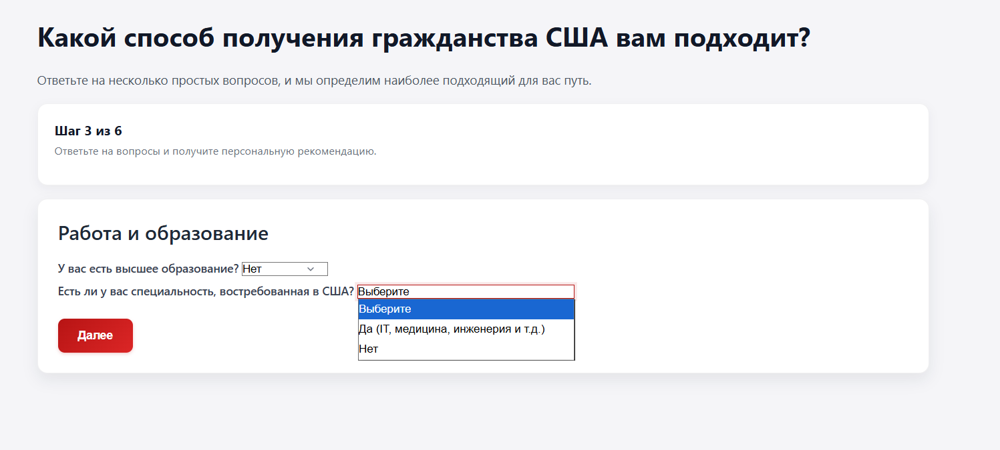 Какой способ получения гражданства США вам подходит?
Ответьте на несколько простых вопросов, и мы определим наиболее подходящий для вас путь.
Шаг 3 из 6
Ответьте на вопросы и получите персональную рекомендацию.
Работа и образование
У вас есть высшее образование? Нет
Есть ли у вас специальность, востребованная в США? Выберите
Выберите
Да (IT, медицина, инженерия и т.д.)
Нет
Далее